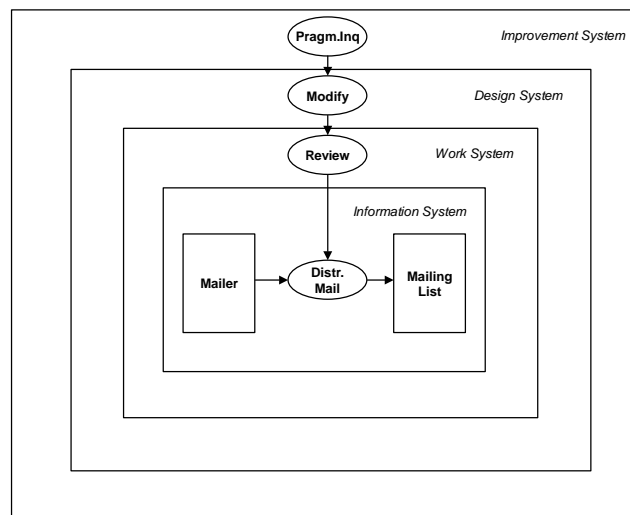 Pragm.Inq
Improvement System
Modify
Design System
Review
Work System
Information System
Mailer
Distr.
Mail
Mailing
List